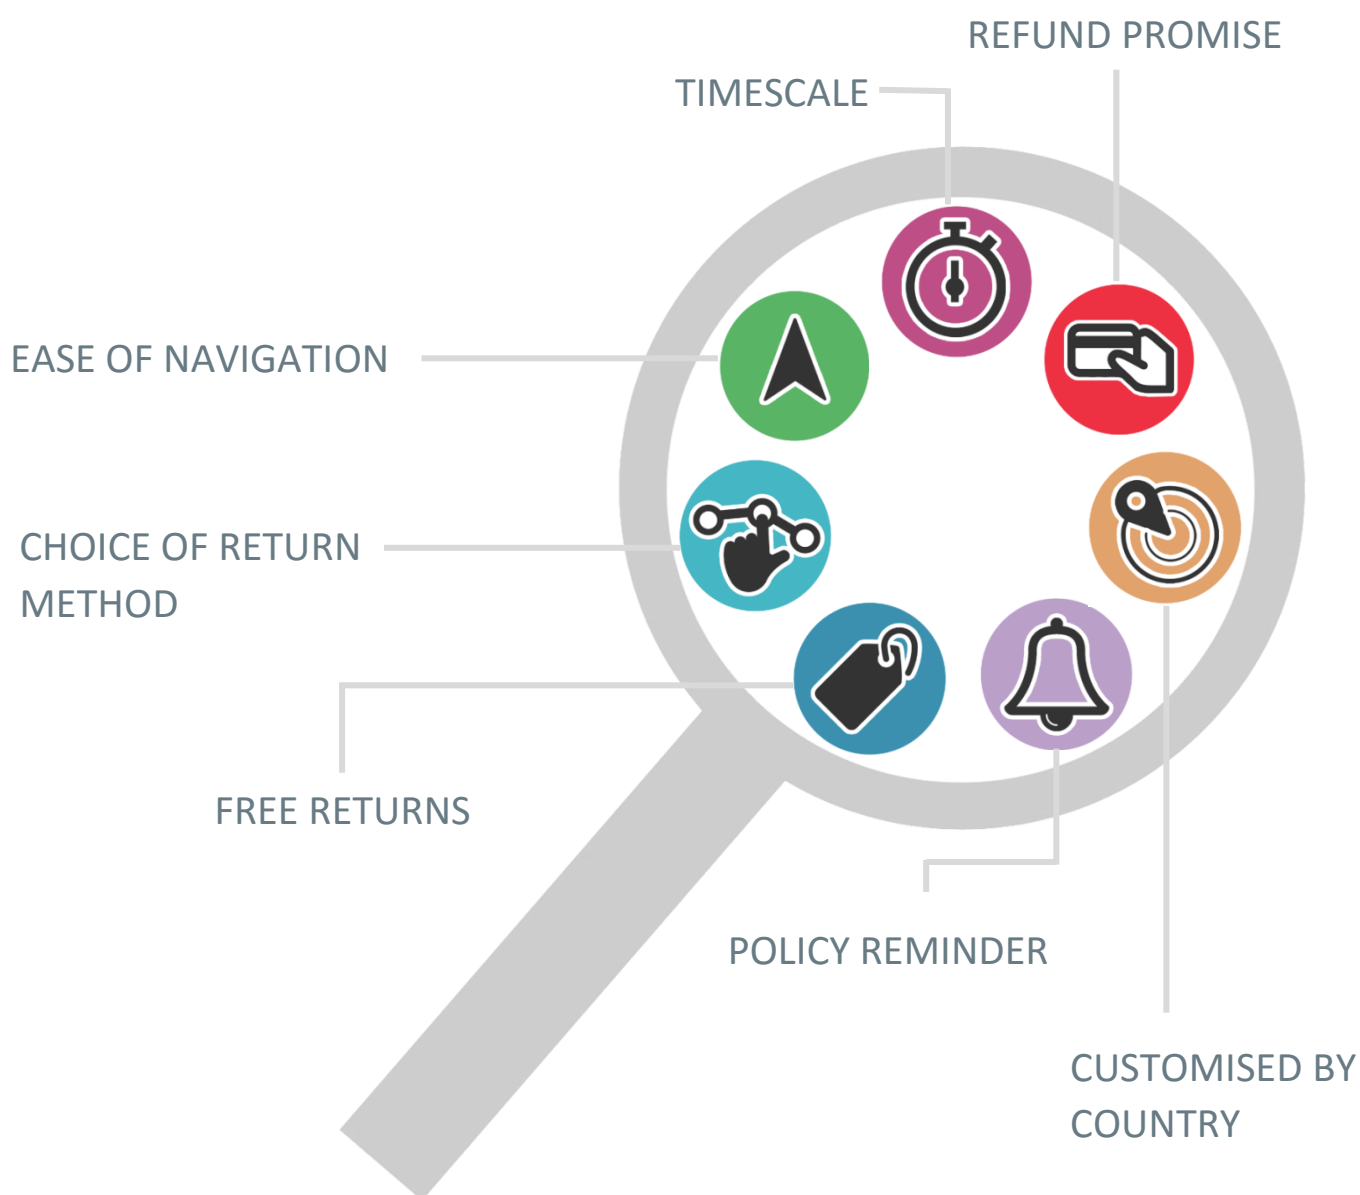 REFUND PROMISE
TIMESCALE
EASE OF NAVIGATION
CHOICE OF RETURN
METHOD
FREE RETURNS
POLICY REMINDER
CUSTOMISED BY
COUNTRY